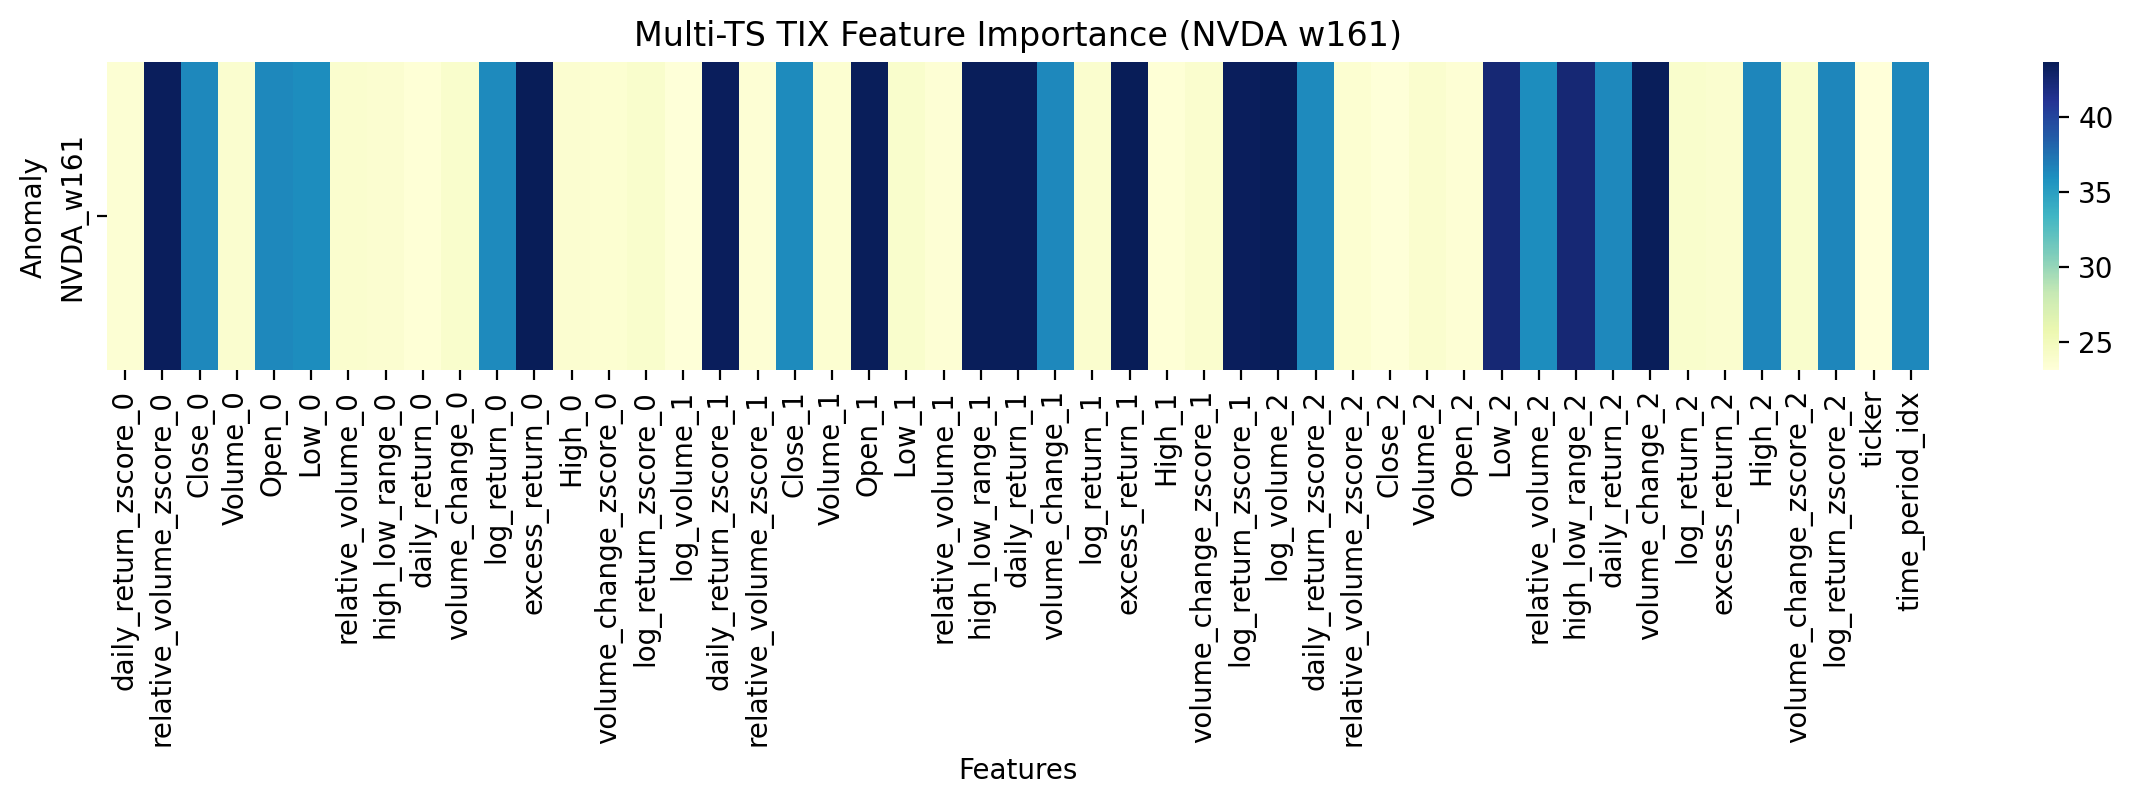 Multi-TS TIX Feature Importance (NVDA w161)
Anomaly
NVDA_w161
40
35
30
25
daily_return_zscore_0
relative_volume_zscore_0
Close_0
Volume_0
Open_0
Low_0
relative_volume_0
high_low_range_0
daily_return_0
volume_change_0
log_return_0
excess_return_0
High_0
volume_change_zscore_0
log_return_zscore_0
log_volume_1
daily_return_zscore_1
relative_volume_zscore_1
Close_1
Volume_1
Open_1
Low_1
relative_volume_1
high_low_range_1
daily_return_1
volume_change_1
log_return_1
excess_return_1
High_1
volume_change_zscore_1
log_return_zscore_1
log_volume_2
daily_return_zscore_2
relative_volume_zscore_2
Close_2
Volume_2
Open_2
Low_2
relative_volume_2
high_low_range_2
daily_return_2
volume_change_2
log_return_2
excess_return_2
High_2
volume_change_zscore_2
log_return_zscore_2
ticker
time_period_idx
Features